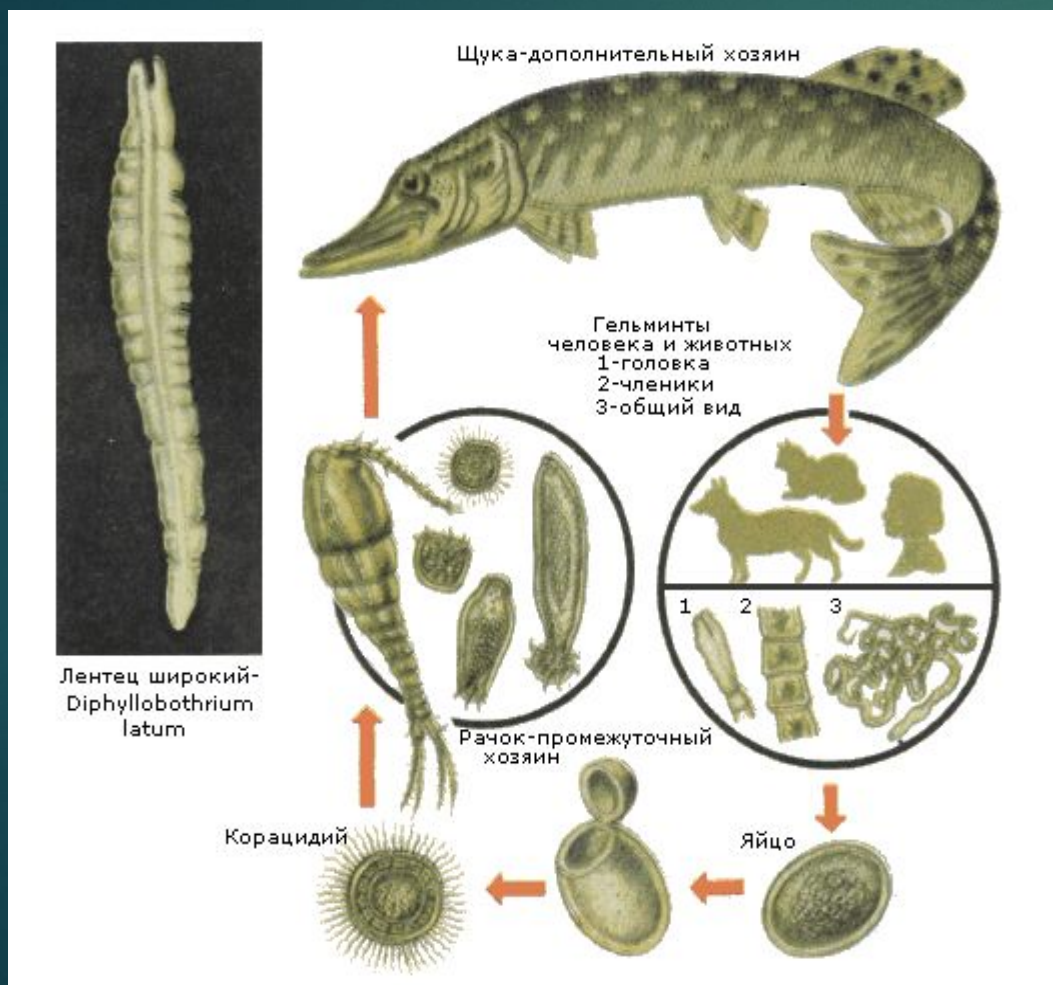 Щука-дополнительный хозяин
Гельминты
человека и животных
1-головка
2-членики
3-общий вид
1 2 3
Лентец широкий-
Diphyllobothrium
latum
Рачок-промежуточный
хозяин
Корацидий
Яйцо